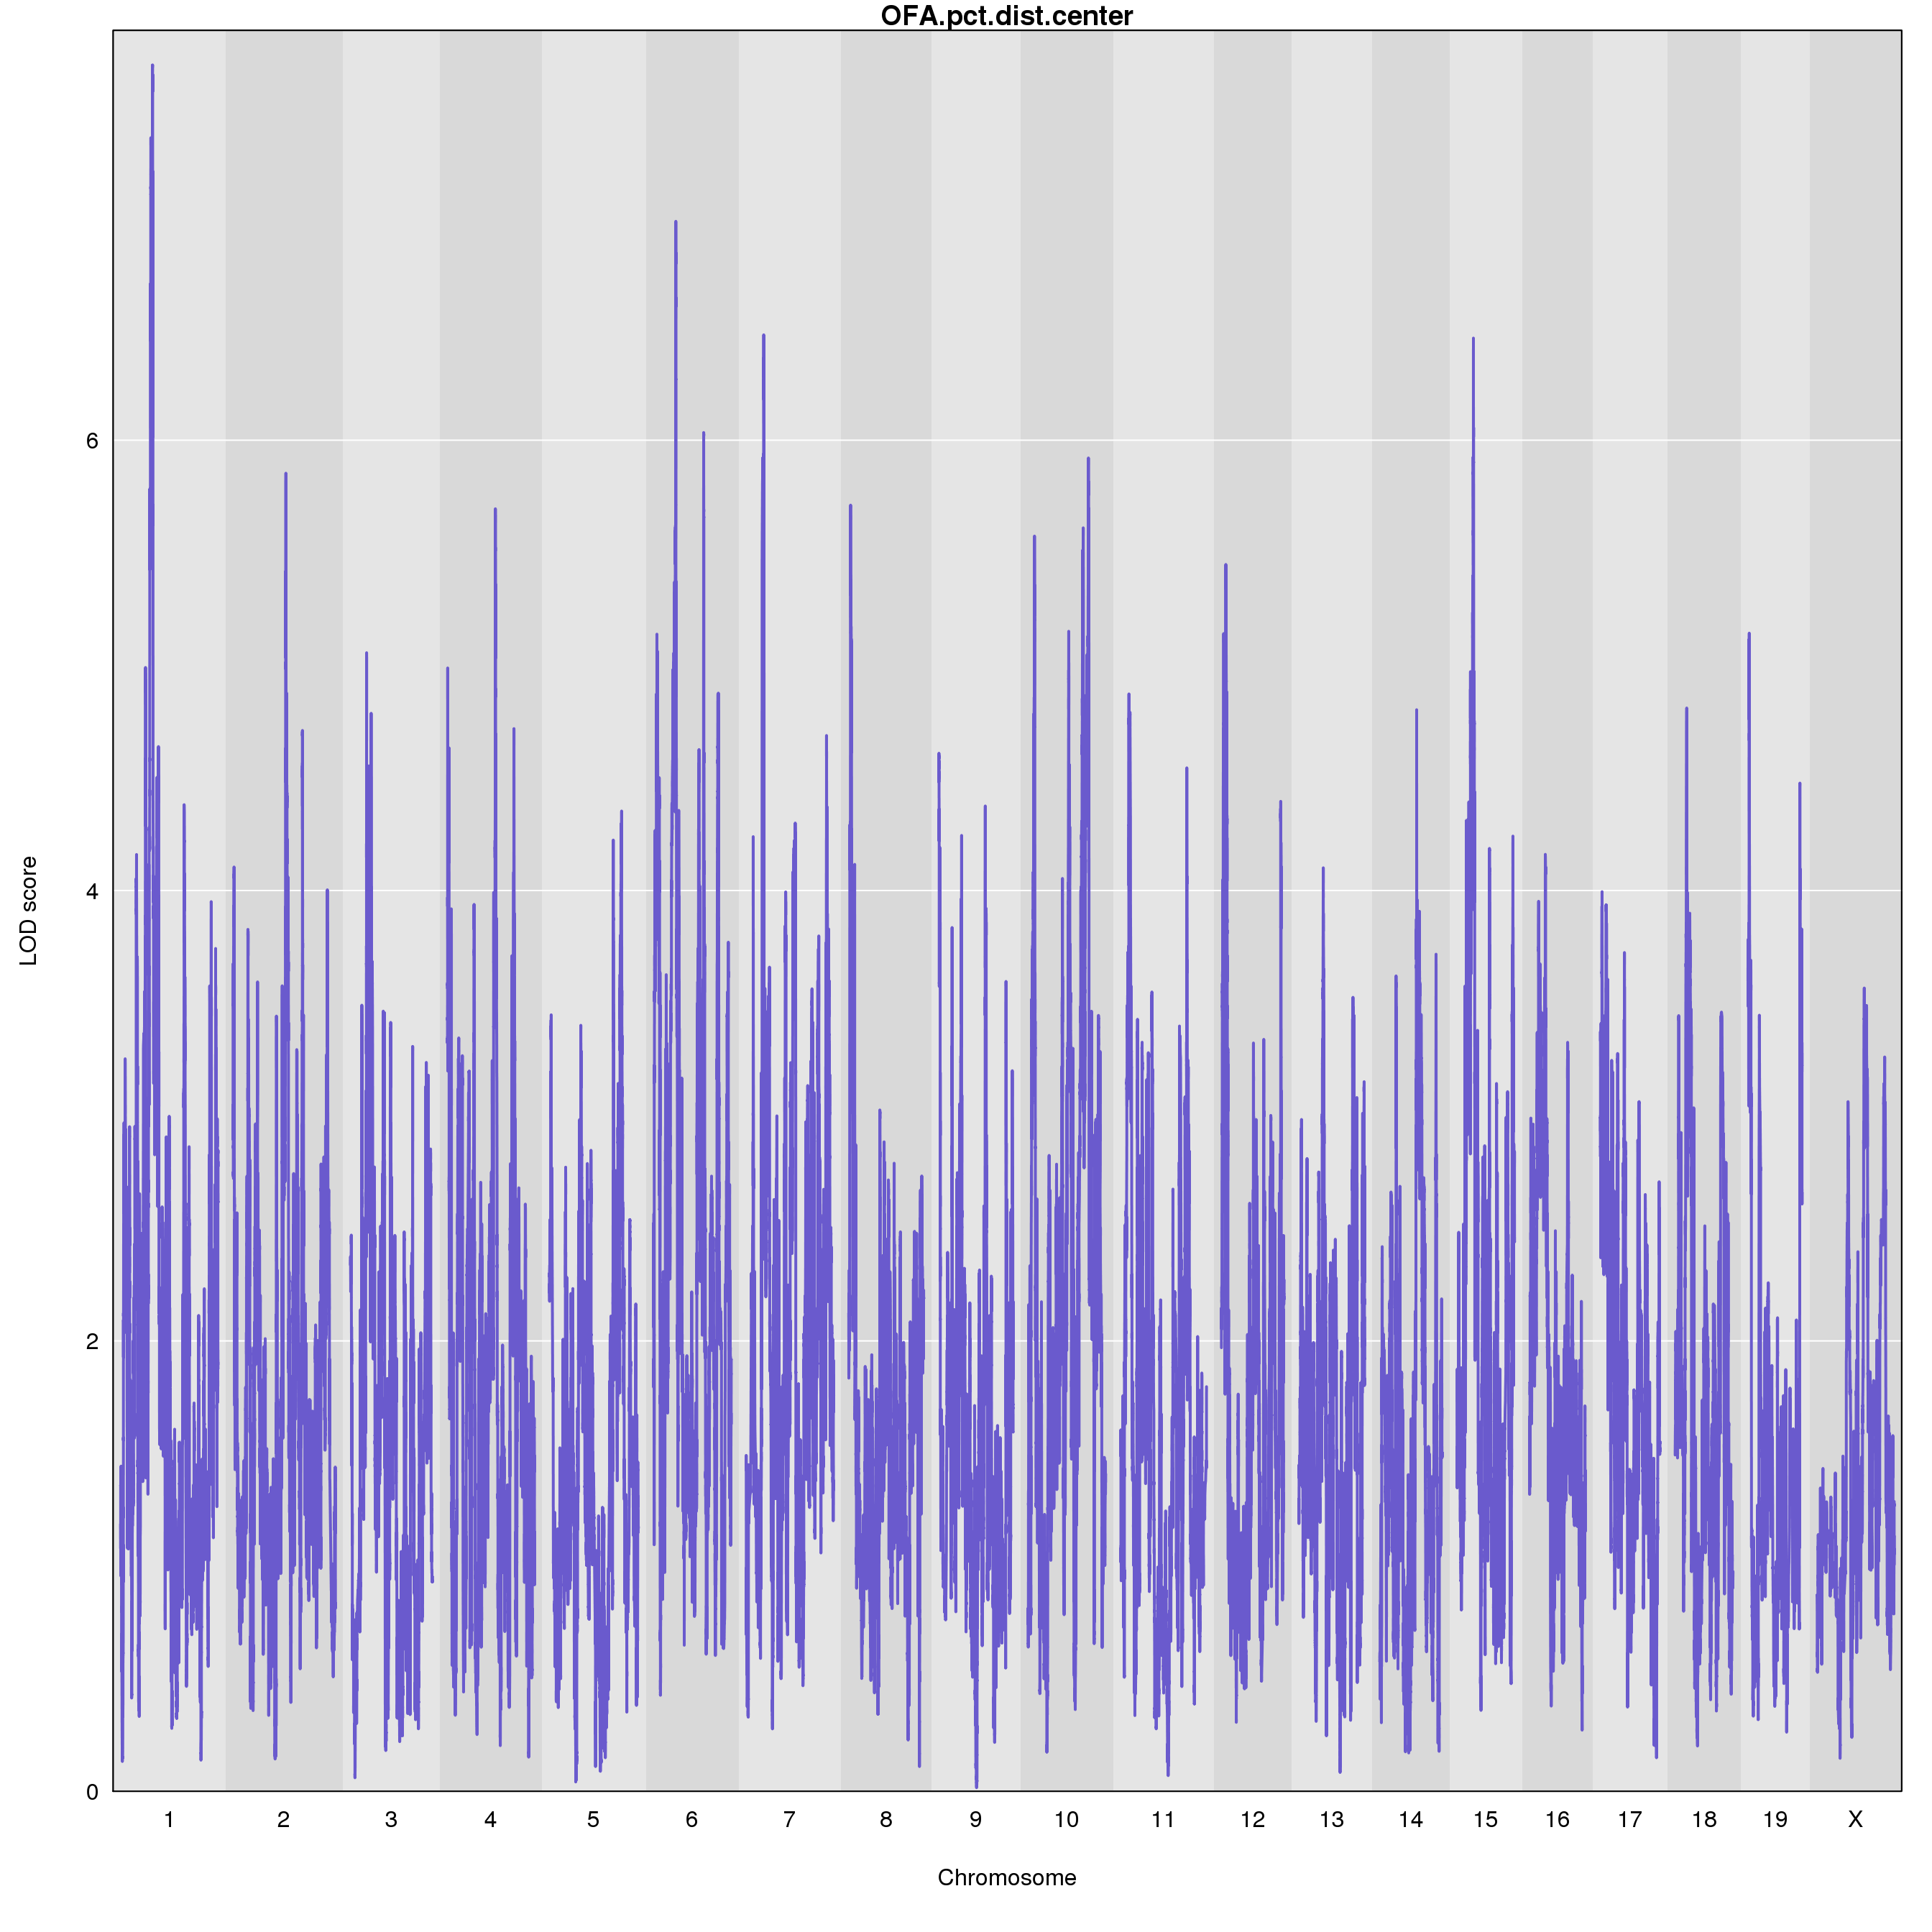 OFA.pct.dist.center
LOD score
6
4
2
0
1 2 3 4 5 6 7 8 9 10 11 12 13 14 15 16 17 18 19 X
Chromosome